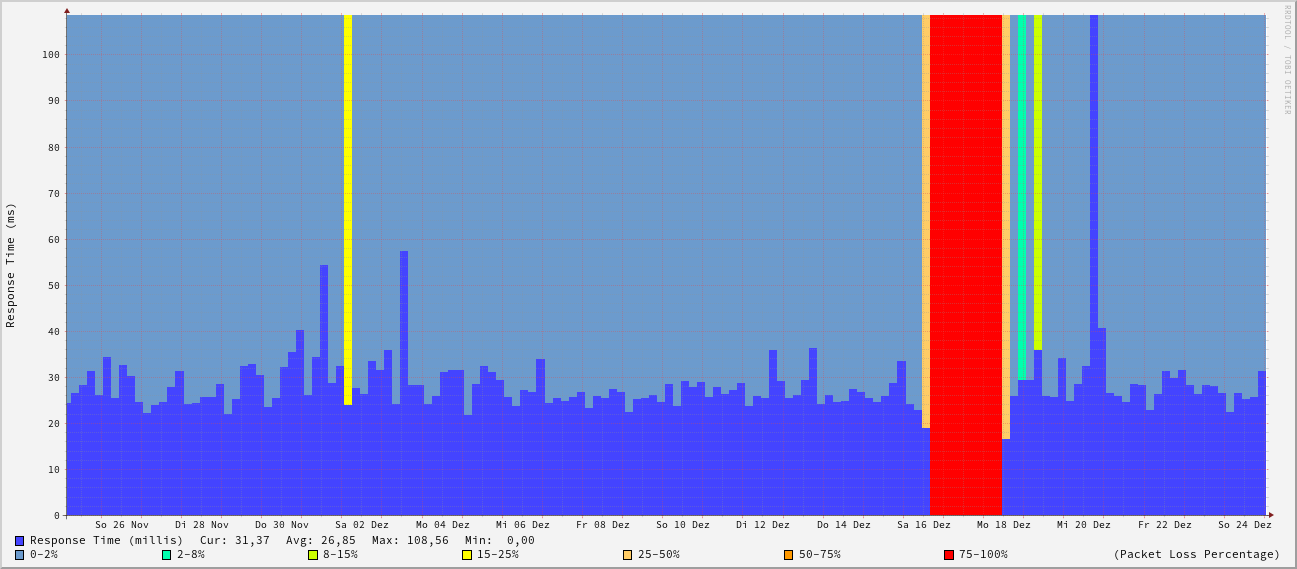 RRDTOOL / TOBI OETIKER
Response Time (ms)
100
90
80
70
60
50
40
30
20
10
0
So 26 Nov Di 28 Nov Do 30 Nov Sa 02 Dez Mo 04 Dez Mi 06 Dez Fr 08 Dez So 10 Dez Di 12 Dez Do 14 Dez Sa 16 Dez Mo 18 Dez Mi 20 Dez Fr 22 Dez So 24 Dez
Response Time (millis) Cur: 31,37 Avg: 26,85 Max: 108,56 Min: 0,00
0-2% 2-8% 8-15% 15-25% 25-50% 50-75% 75-100% (Packet Loss Percentage)